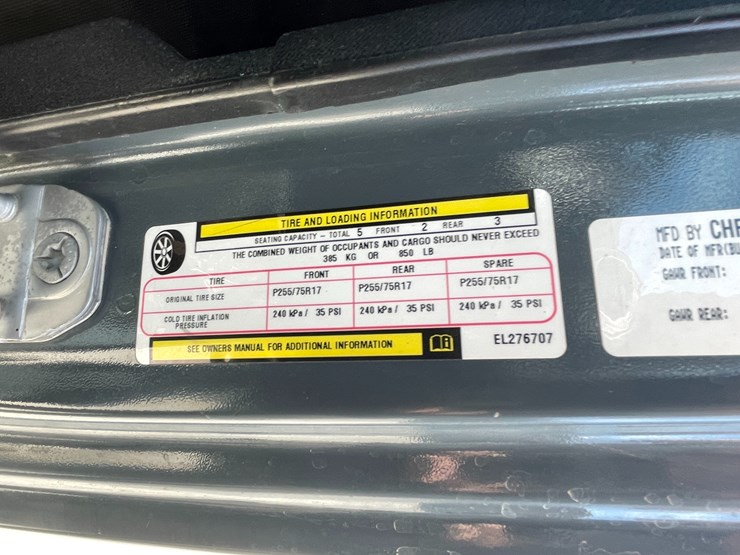 TIRE AND LOADING INFORMATION
SEATING CAPACITY - TOTAL 5 FRONT 2 REAR 3
THE COMBINED WEIGHT OF OCCUPANTS AND CARGO SHOULD NEVER EXCEED
385 KG OR 850 LB
TIRE FRONT REAR SPARE
ORIGINAL TIRE SIZE P255/75R17 P255/75R17 P255/75R17
COLD TIRE INFLATION PRESSURE 240 kPa / 35 PSI 240 kPa / 35 PSI 240 kPa / 35 PSI
SEE OWNERS MANUAL FOR ADDITIONAL INFORMATION
EL276707
MFD BY CHR
DATE OF MFR(BU
GAWR FRONT:
GAWR REAR: